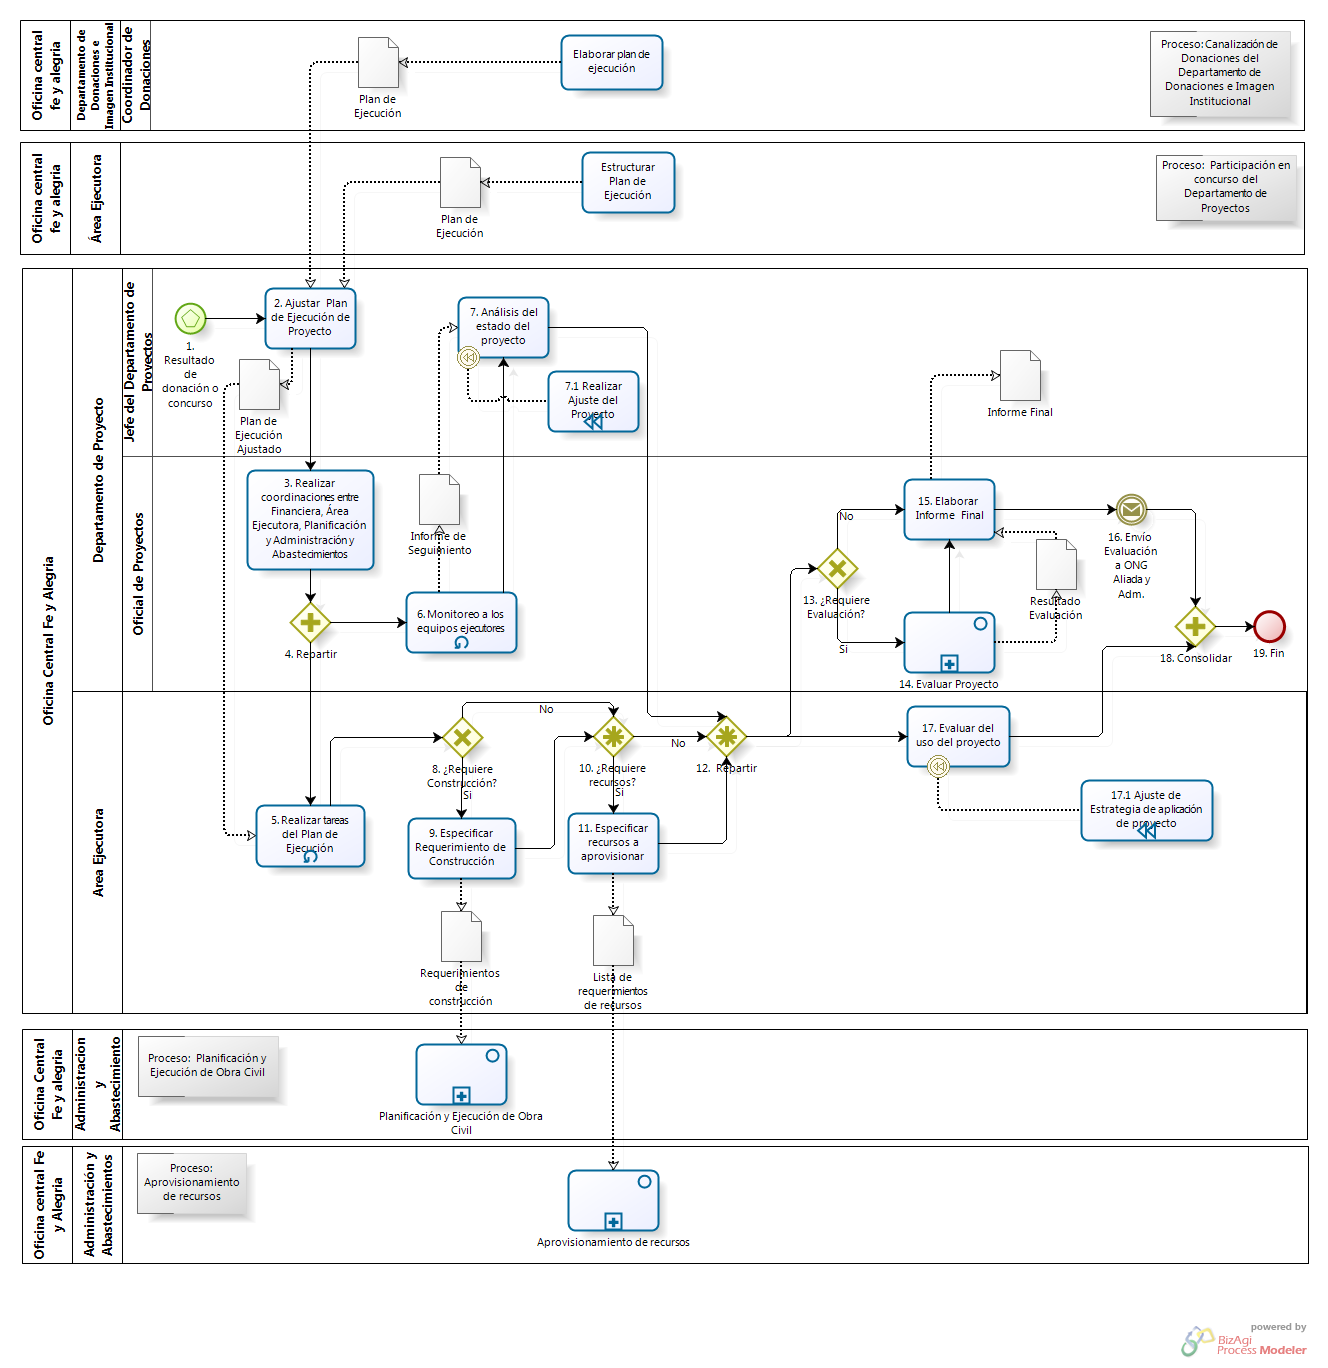 Oficina central
fe y alegria
Departamento de
Donaciones e
Imagen Institucional
Coordinador de
Donaciones
Plan de
Ejecución
Elaborar plan de
ejecución
Proceso: Canalización de
Donaciones del
Departamento de
Donaciones e Imagen
Institucional
Oficina central
fe y alegria
Área Ejecutora
Plan de
Ejecución
Estructurar
Plan de
Ejecución
Proceso: Participación en
concurso del
Departamento de
Proyectos
Oficina Central Fe y Alegria
Departamento de Proyecto
Jefe del Departamento de
Proyectos
1.
Resultado
de
donación o
concurso
2. Ajustar Plan
de Ejecución de
Proyecto
Plan de
Ejecución
Ajustado
7. Análisis del
estado del
proyecto
7.1 Realizar
Ajuste del
Proyecto
Informe Final
Oficial de Proyectos
3. Realizar
coordinaciones entre
Financiera, Área
Ejecutora, Planificación
y Administración y
Abastecimientos
Informe de
Seguimiento
4. Repartir
6. Monitoreo a los
equipos ejecutores
13. ¿Requiere
Evaluación?
No
Si
15. Elaborar
Informe Final
14. Evaluar Proyecto
Resultado
Evaluación
16. Envío
Evaluación
a ONG
Aliada y
Adm.
18. Consolidar
19. Fin
Area Ejecutora
5. Realizar tareas
del Plan de
Ejecución
8. ¿Requiere
Construcción?
No
Si
9. Especificar
Requerimiento de
Construcción
10. ¿Requiere
recursos?
No
Si
11. Especificar
recursos a
aprovisionar
12. Repartir
17. Evaluar del
uso del proyecto
17.1 Ajuste de
Estrategia de aplicación
de proyecto
Requerimientos
de
construcción
Lista de
requerimientos
de recursos
Oficina Central
Fe y alegria
Administracion
y
Abastecimiento
Proceso: Planificación y
Ejecución de Obra Civil
Planificación y Ejecución de Obra
Civil
Oficina central Fe
y Alegria
Administración y
Abastecimientos
Proceso:
Aprovisionamiento
de recursos
Aprovisionamiento de recursos
powered by
BizAgi
Process Modeler